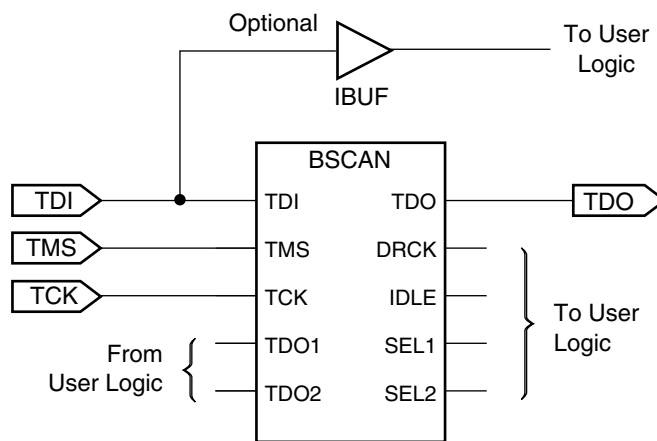 Optional
To User
Logic
IBUF
BSCAN
TDI
TDI
TDO
TDO
TMS
TMS
DRCK
TCK
TCK
IDLE
To User
Logic
From
User Logic
TDO1
SEL1
TDO2
SEL2